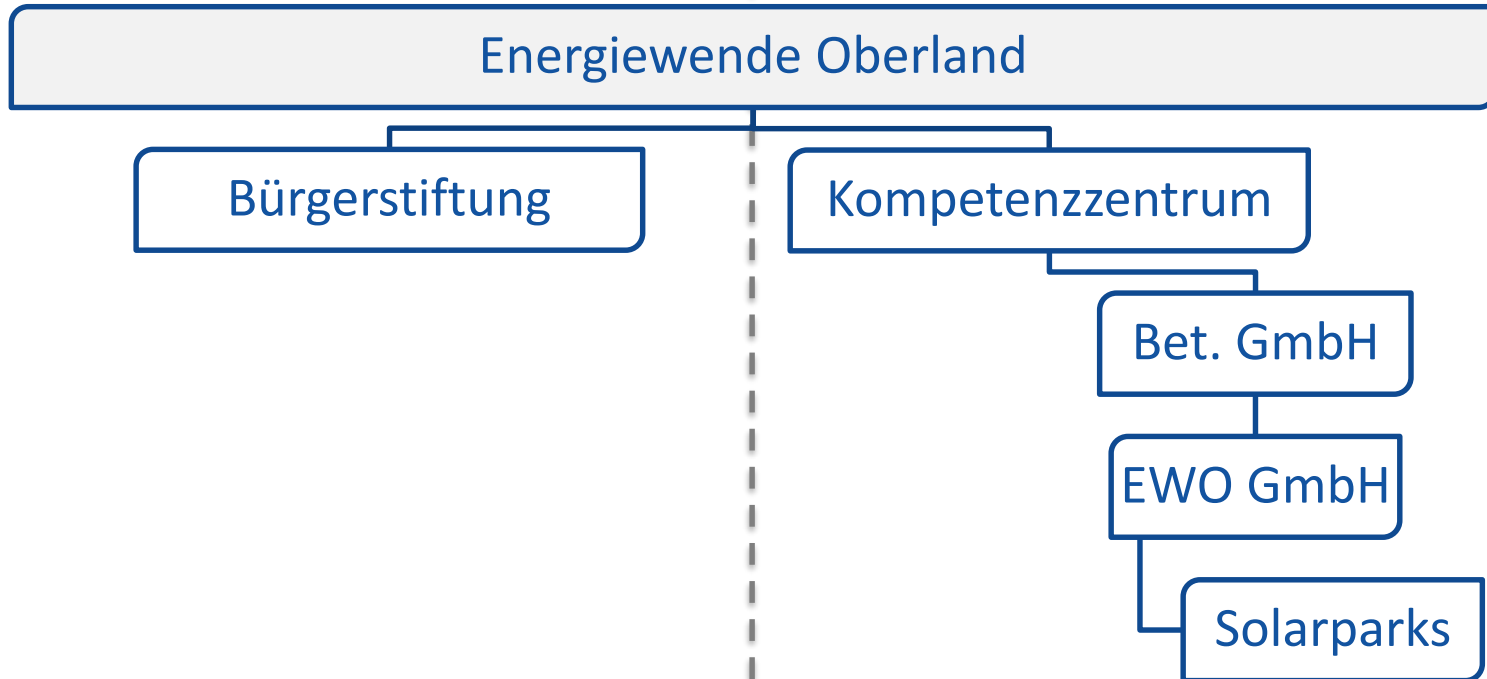 Energiewende Oberland
Bürgerstiftung
Kompetenzzentrum
Bet. GmbH
EWO GmbH
Solarparks